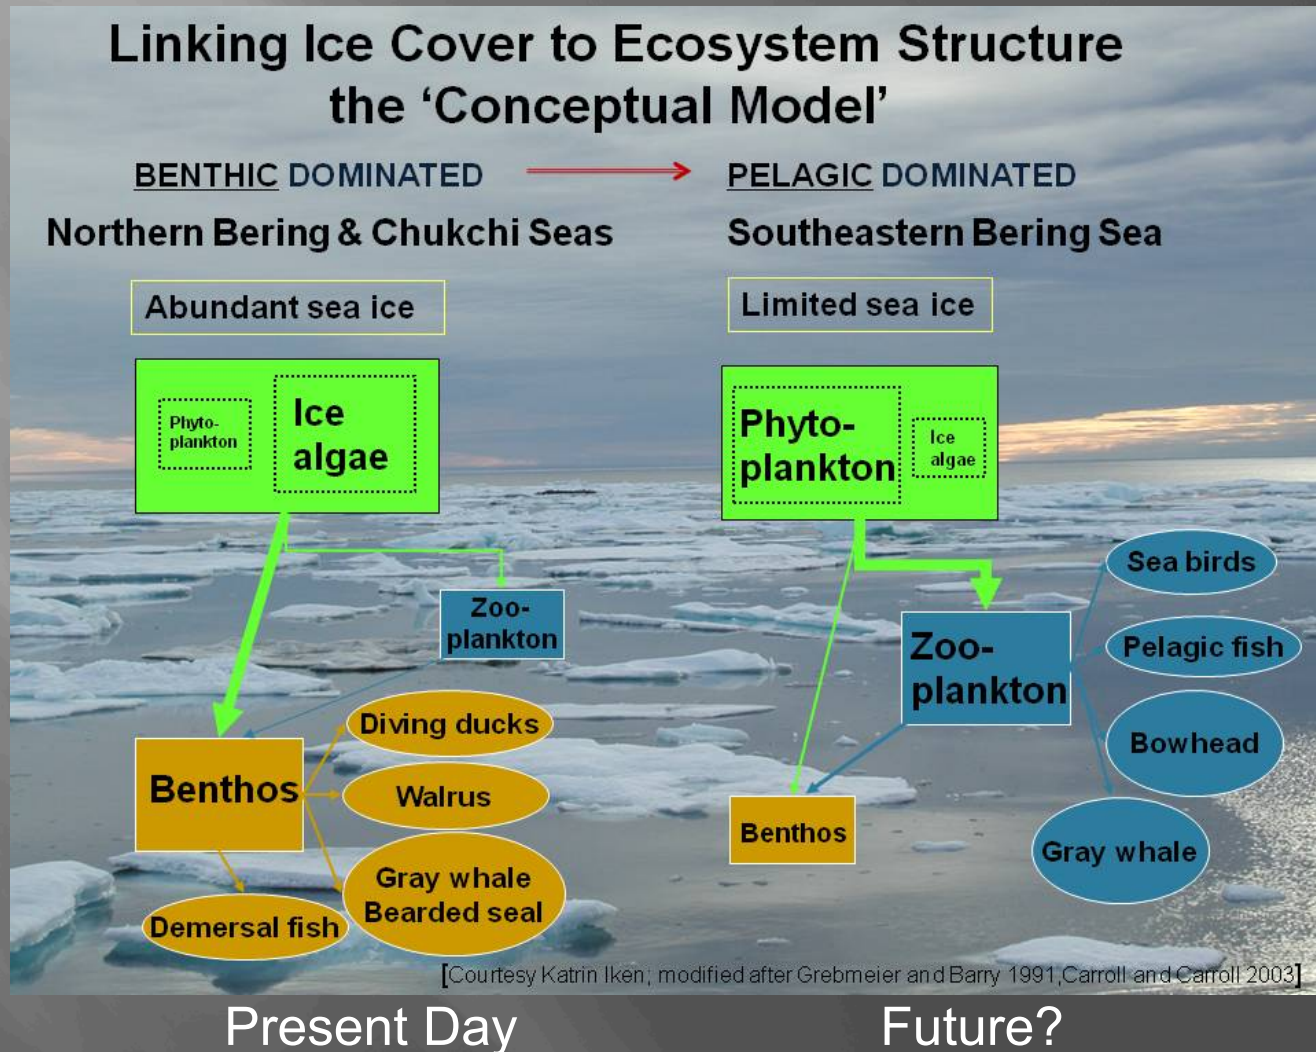 Linking Ice Cover to Ecosystem Structure
the ‘Conceptual Model’
BENTHIC DOMINATED
PELAGIC DOMINATED
Northern Bering & Chukchi Seas
Southeastern Bering Sea
Abundant sea ice
Limited sea ice
Phyto-
plankton
Ice
algae
Phyto-
plankton
Ice
algae
Zoo-
plankton
Benthos
Diving ducks
Walrus
Gray whale
Bearded seal
Demersal fish
Zoo-
plankton
Sea birds
Pelagic fish
Bowhead
Gray whale
Benthos
[Courtesy Katrin Iken; modified after Grebmeier and Barry 1991,Carroll and Carroll 2003]
Present Day
Future?